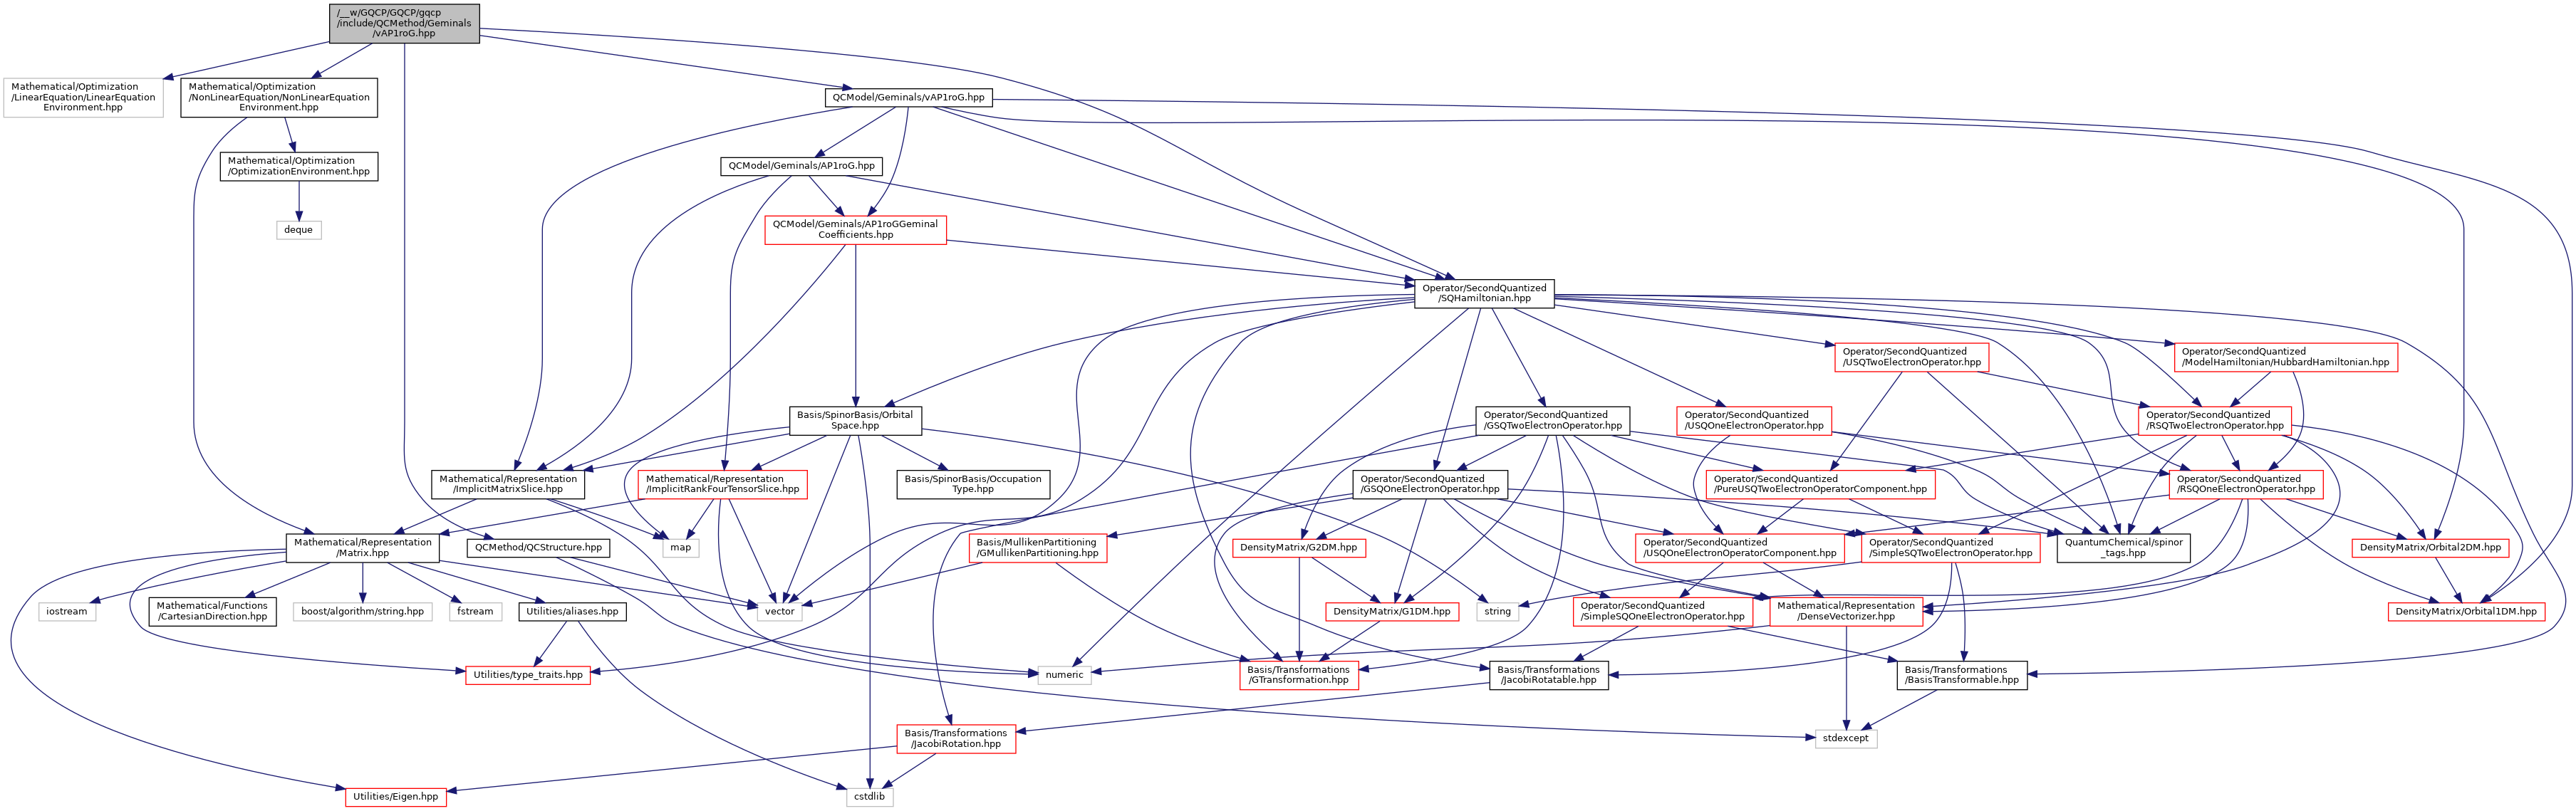 /__w/GQCP/GQCP/gqcp
/include/QCMethod/Geminals
/vAP1roG.hpp
Mathematical/Optimization
/LinearEquation/LinearEquation
Environment.hpp
Mathematical/Optimization
/NonLinearEquation/NonLinearEquation
Environment.hpp
QCModel/Geminals/vAP1roG.hpp
Mathematical/Optimization
/OptimizationEnvironment.hpp
QCModel/Geminals/AP1roG.hpp
deque
QCModel/Geminals/AP1roGGeminal
Coefficients.hpp
Operator/SecondQuantized
/SQHamiltonian.hpp
Operator/SecondQuantized
/USQTwoElectronOperator.hpp
Operator/SecondQuantized
/ModelHamiltonian/HubbardHamiltonian.hpp
Basis/SpinorBasis/Orbital
Space.hpp
Operator/SecondQuantized
/GSQTwoElectronOperator.hpp
Operator/SecondQuantized
/USQOneElectronOperator.hpp
Operator/SecondQuantized
/RSQTwoElectronOperator.hpp
Mathematical/Representation
/ImplicitMatrixSlice.hpp
Mathematical/Representation
/ImplicitRankFourTensorSlice.hpp
Basis/SpinorBasis/Occupation
Type.hpp
Operator/SecondQuantized
/GSQOneElectronOperator.hpp
Operator/SecondQuantized
/PureUSQTwoElectronOperatorComponent.hpp
Operator/SecondQuantized
/RSQOneElectronOperator.hpp
Mathematical/Representation
/Matrix.hpp
QCMethod/QCStructure.hpp
map
Basis/MullikenPartitioning
/GMullikenPartitioning.hpp
DensityMatrix/G2DM.hpp
Operator/SecondQuantized
/USQOneElectronOperatorComponent.hpp
Operator/SecondQuantized
/SimpleSQTwoElectronOperator.hpp
QuantumChemical/spinor
_tags.hpp
DensityMatrix/Orbital2DM.hpp
iostream
Mathematical/Functions
/CartesianDirection.hpp
boost/algorithm/string.hpp
fstream
Utilities/aliases.hpp
vector
DensityMatrix/G1DM.hpp
string
Operator/SecondQuantized
/SimpleSQOneElectronOperator.hpp
Mathematical/Representation
/DenseVectorizer.hpp
DensityMatrix/Orbital1DM.hpp
Utilities/type_traits.hpp
numeric
Basis/Transformations
/GTransformation.hpp
Basis/Transformations
/JacobiRotatable.hpp
Basis/Transformations
/BasisTransformable.hpp
Basis/Transformations
/JacobiRotation.hpp
stdexcept
Utilities/Eigen.hpp
cstdlib